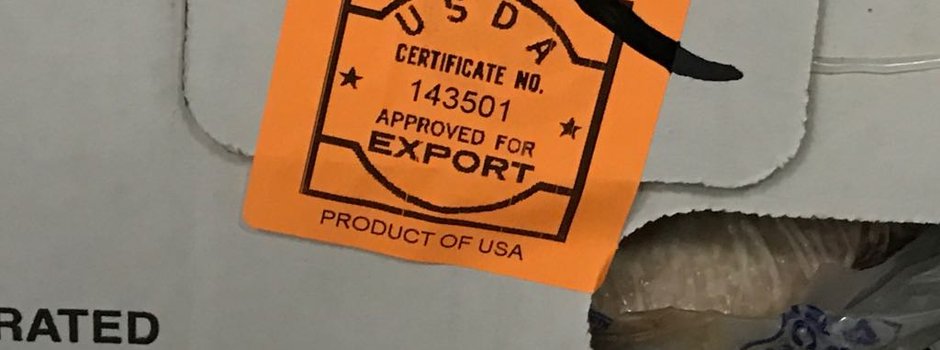 USDA
CERTIFICATE NO.
143501
APPROVED FOR
EXPORT
PRODUCT OF USA
RATED